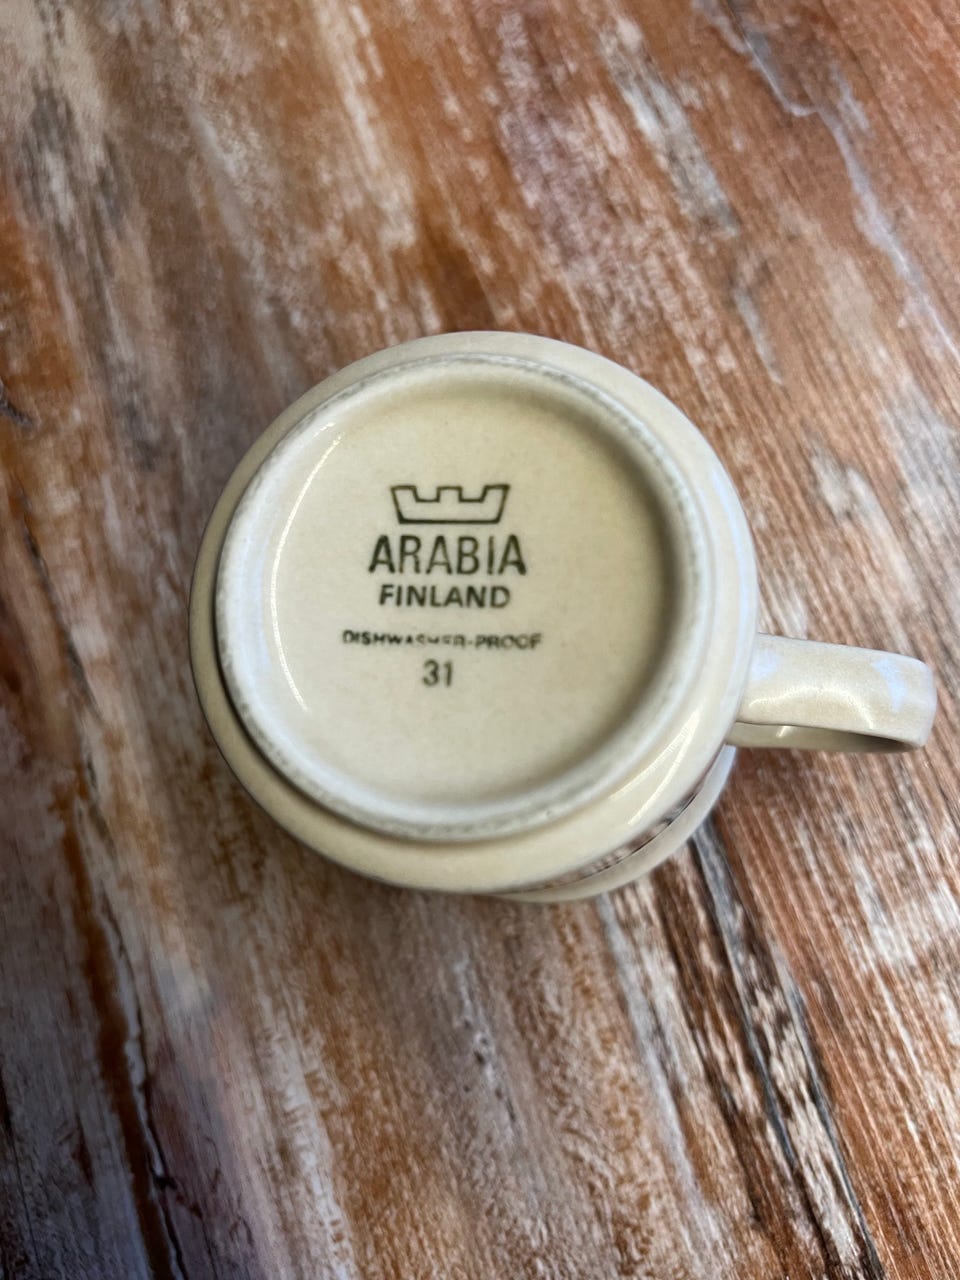 ARABIA
FINLAND
DISHWASHER-PROOF
31